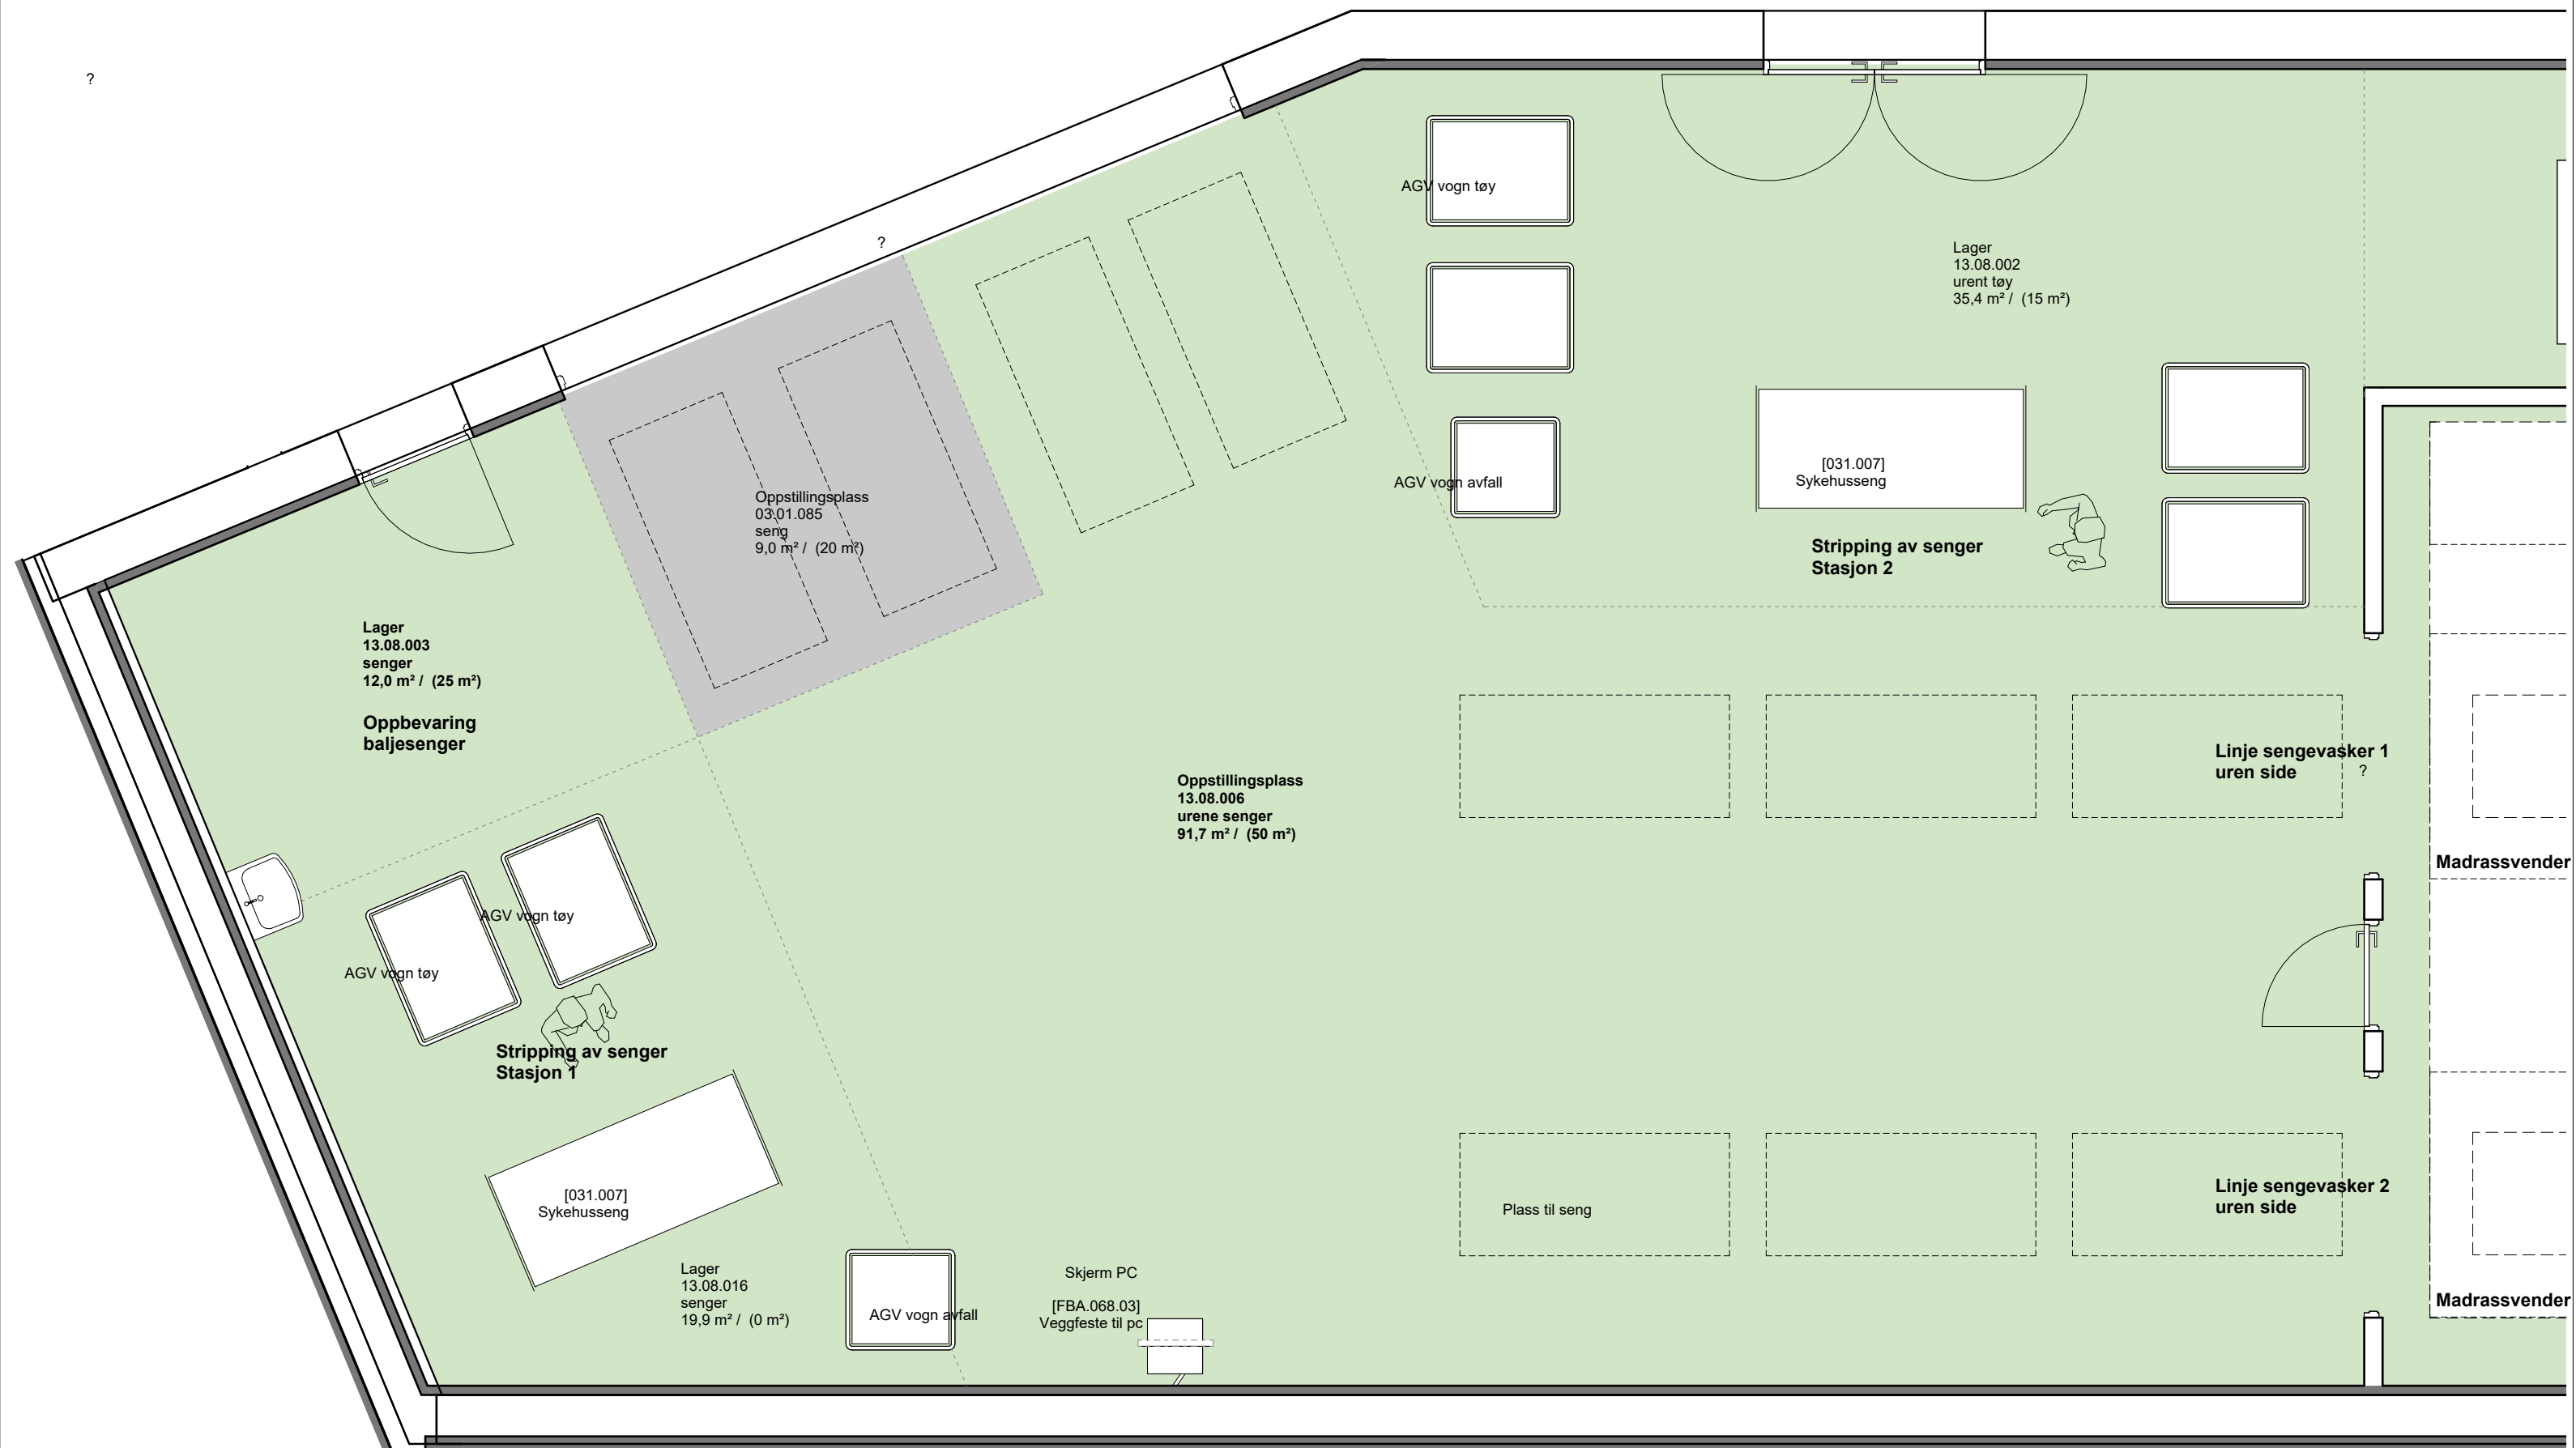 ?
?
AGV vogn tøy
Lager
13.08.002
urent tøy
35,4 m² / (15 m²)
[031.007]
Sykehusseng
AGV vogn avfall
Stripping av senger
Stasjon 2
Oppstillingsplass
03.01.085
seng
9,0 m² / (20 m²)
Lager
13.08.003
senger
12,0 m² / (25 m²)
Oppbevaring
baljesenger
Oppstillingsplass
13.08.006
urene senger
91,7 m² / (50 m²)
Linje sengevasker 1
uren side
?
Madrassvender
AGV vogn tøy
AGV vogn tøy
Stripping av senger
Stasjon 1
[031.007]
Sykehusseng
Plass til seng
Linje sengevasker 2
uren side
Lager
13.08.016
senger
19,9 m² / (0 m²)
AGV vogn avfall
Skjerm PC
[FBA.068.03]
Veggfeste til pc
Madrassvender